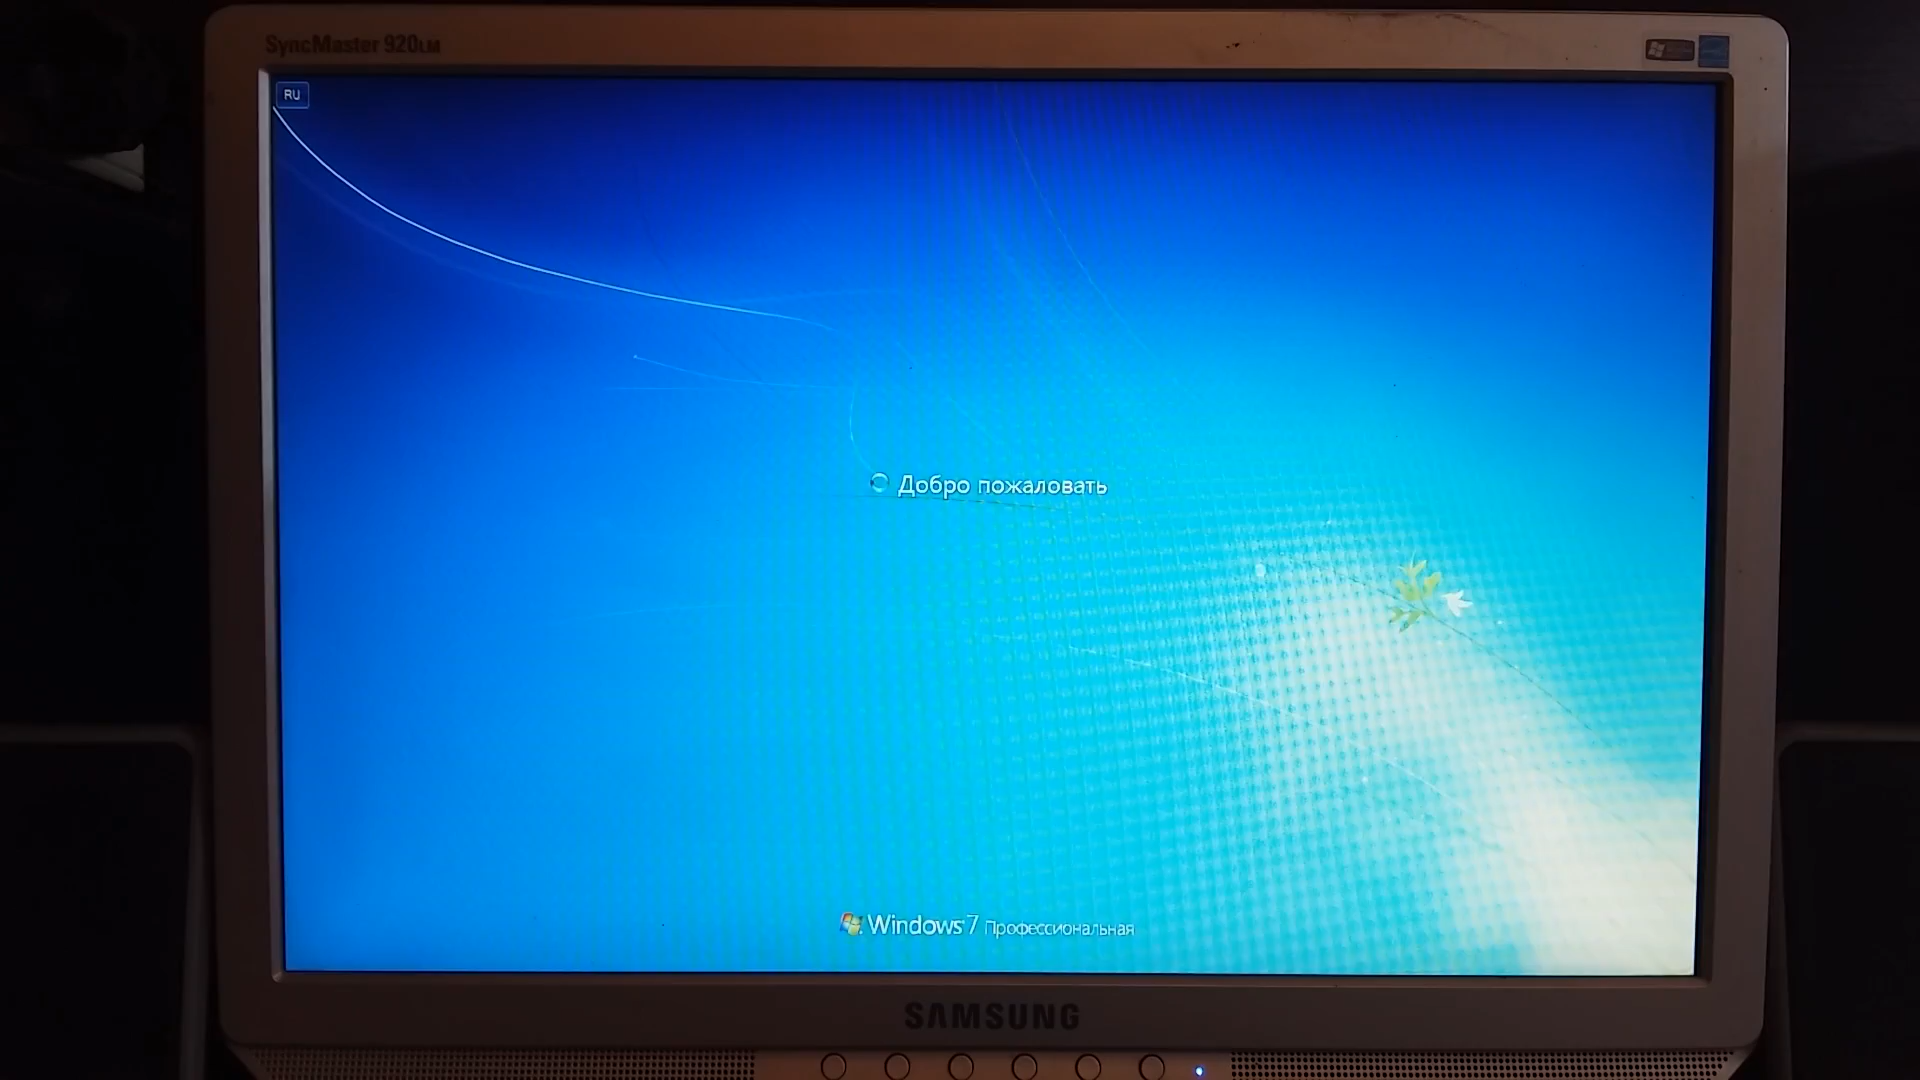 SyncMaster 920LM
RU
Добро пожаловать
Windows 7 Профессиональная
SAMSUNG